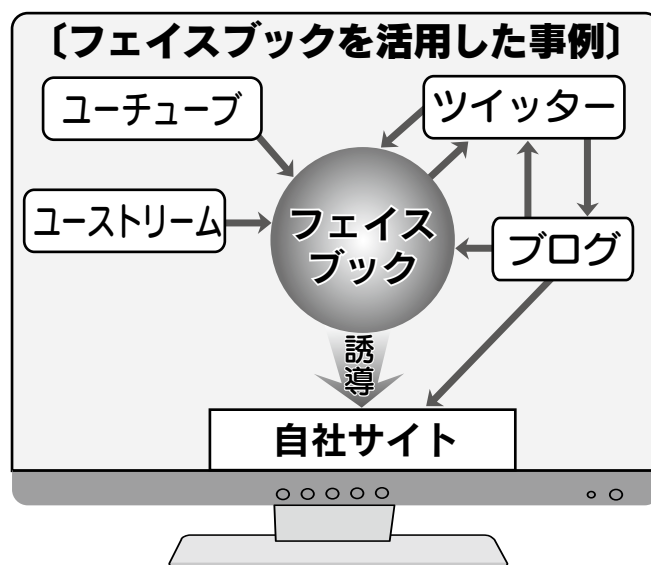 〔フェイスブックを活用した事例〕
ユーチューブ
ツイッター
ユーストリーム
フェイス
ブック
ブログ
誘
導
自社サイト